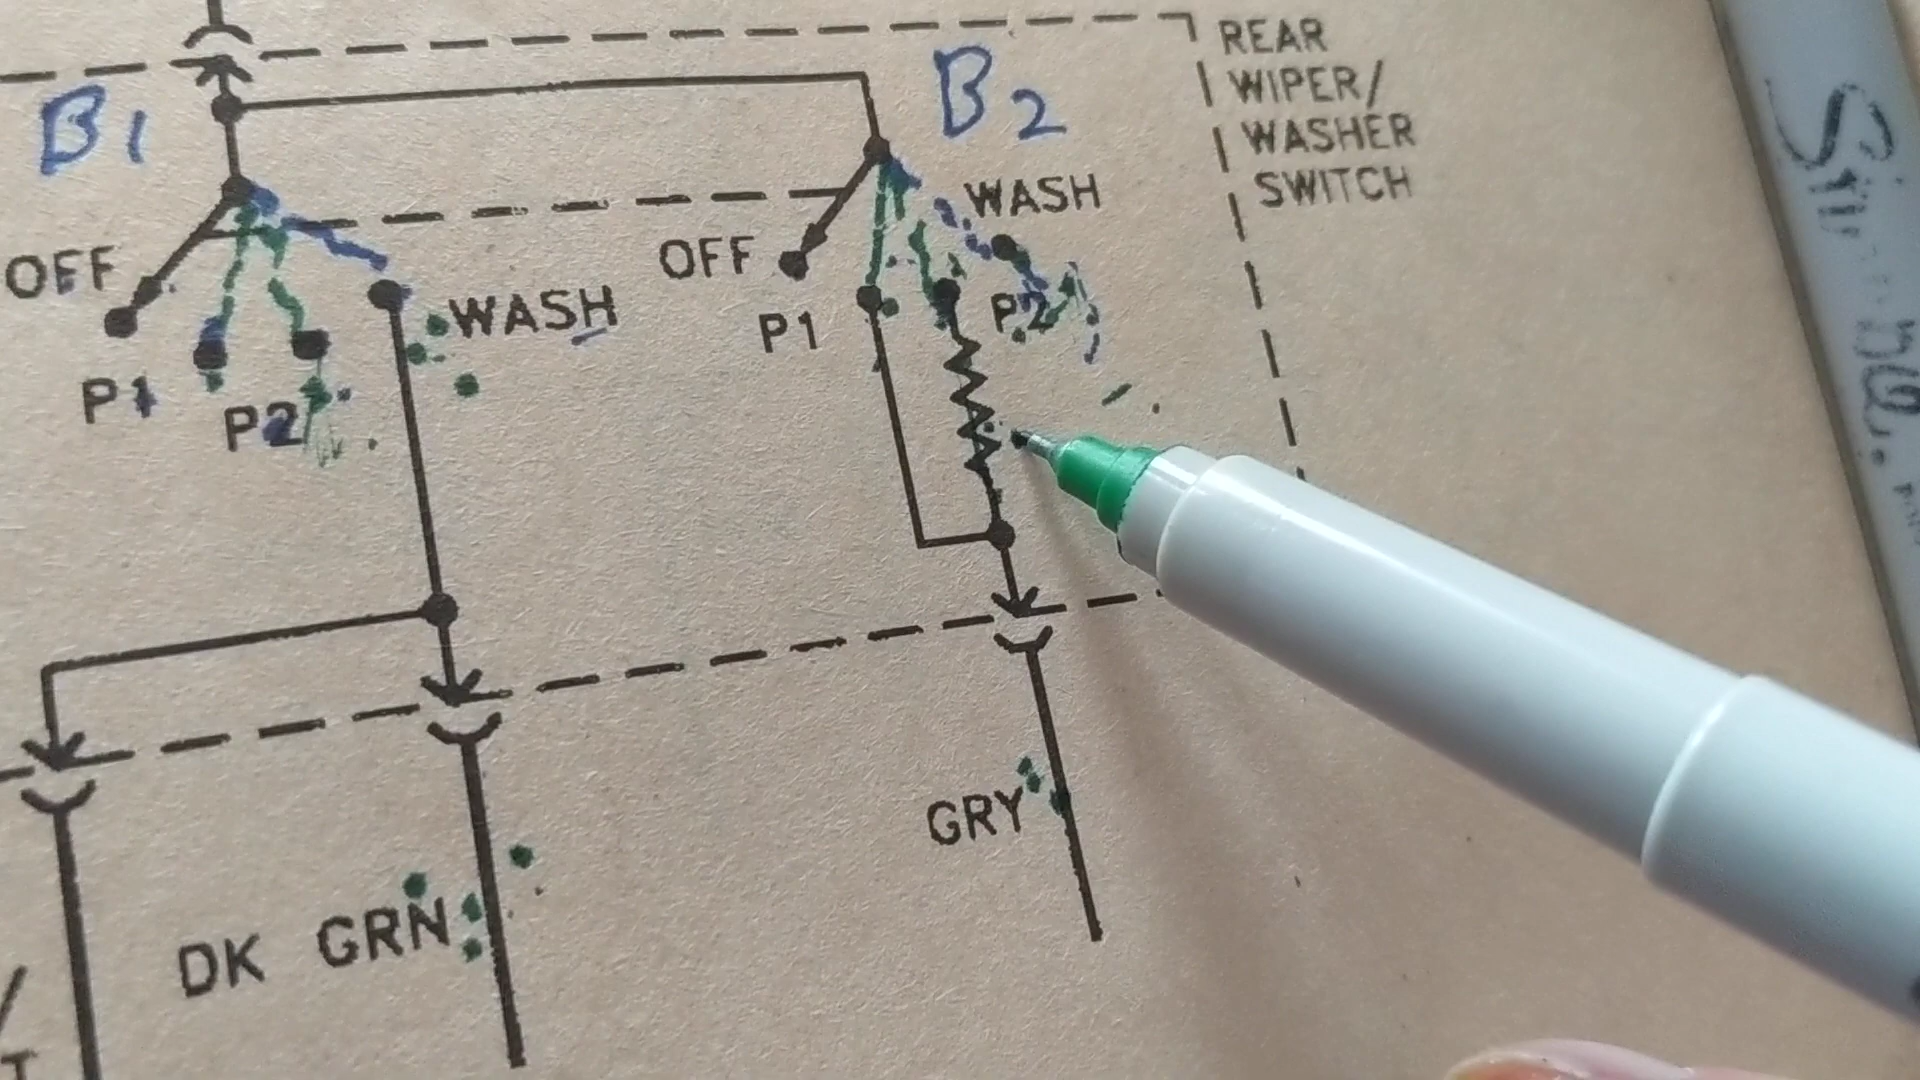 REAR
WIPER/
WASHER
SWITCH
B1
B2
OFF
P1
P2
WASH
OFF
P1
P2
WASH
DK GRN
GRY